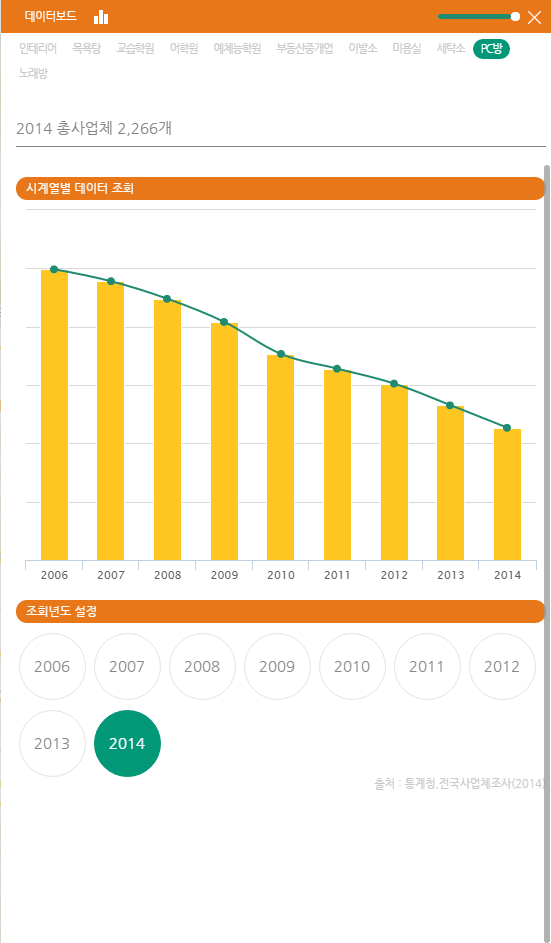 데이터보드
인테리어 목욕탕 교습학원 어학원 예체능학원 부동산중개업 이발소 미용실 세탁소 PC방
노래방
2014 총사업체 2,266개
시계열별 데이터 조회
2006 2007 2008 2009 2010 2011 2012 2013 2014
조회년도 설정
2006 2007 2008 2009 2010 2011 2012
2013 2014
출처 : 통계청,전국사업체조사(2014)